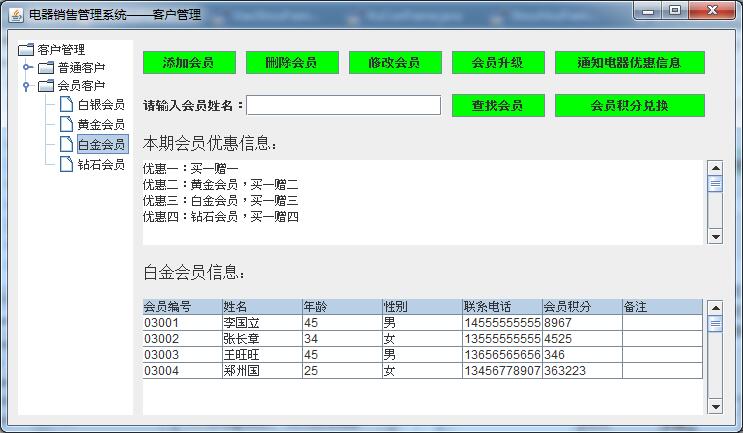 电器销售管理系统——客户管理
客户管理
普通客户
会员客户
白银会员
黄金会员
白金会员
钻石会员
添加会员 删除会员 修改会员 会员升级 通知电器优惠信息
请输入会员姓名： 查找会员 会员积分兑换
本期会员优惠信息：
优惠一：买一赠一
优惠二：黄金会员，买一赠二
优惠三：白金会员，买一赠三
优惠四：钻石会员，买一赠四
白金会员信息：
会员编号 姓名 年龄 性别 联系电话 会员积分 备注
03001 李国立 45 男 14555555555 8967
03002 张长章 34 女 13555555555 4525
03003 王旺旺 45 男 13656565656 346
03004 郑州国 25 女 13456778907 363223